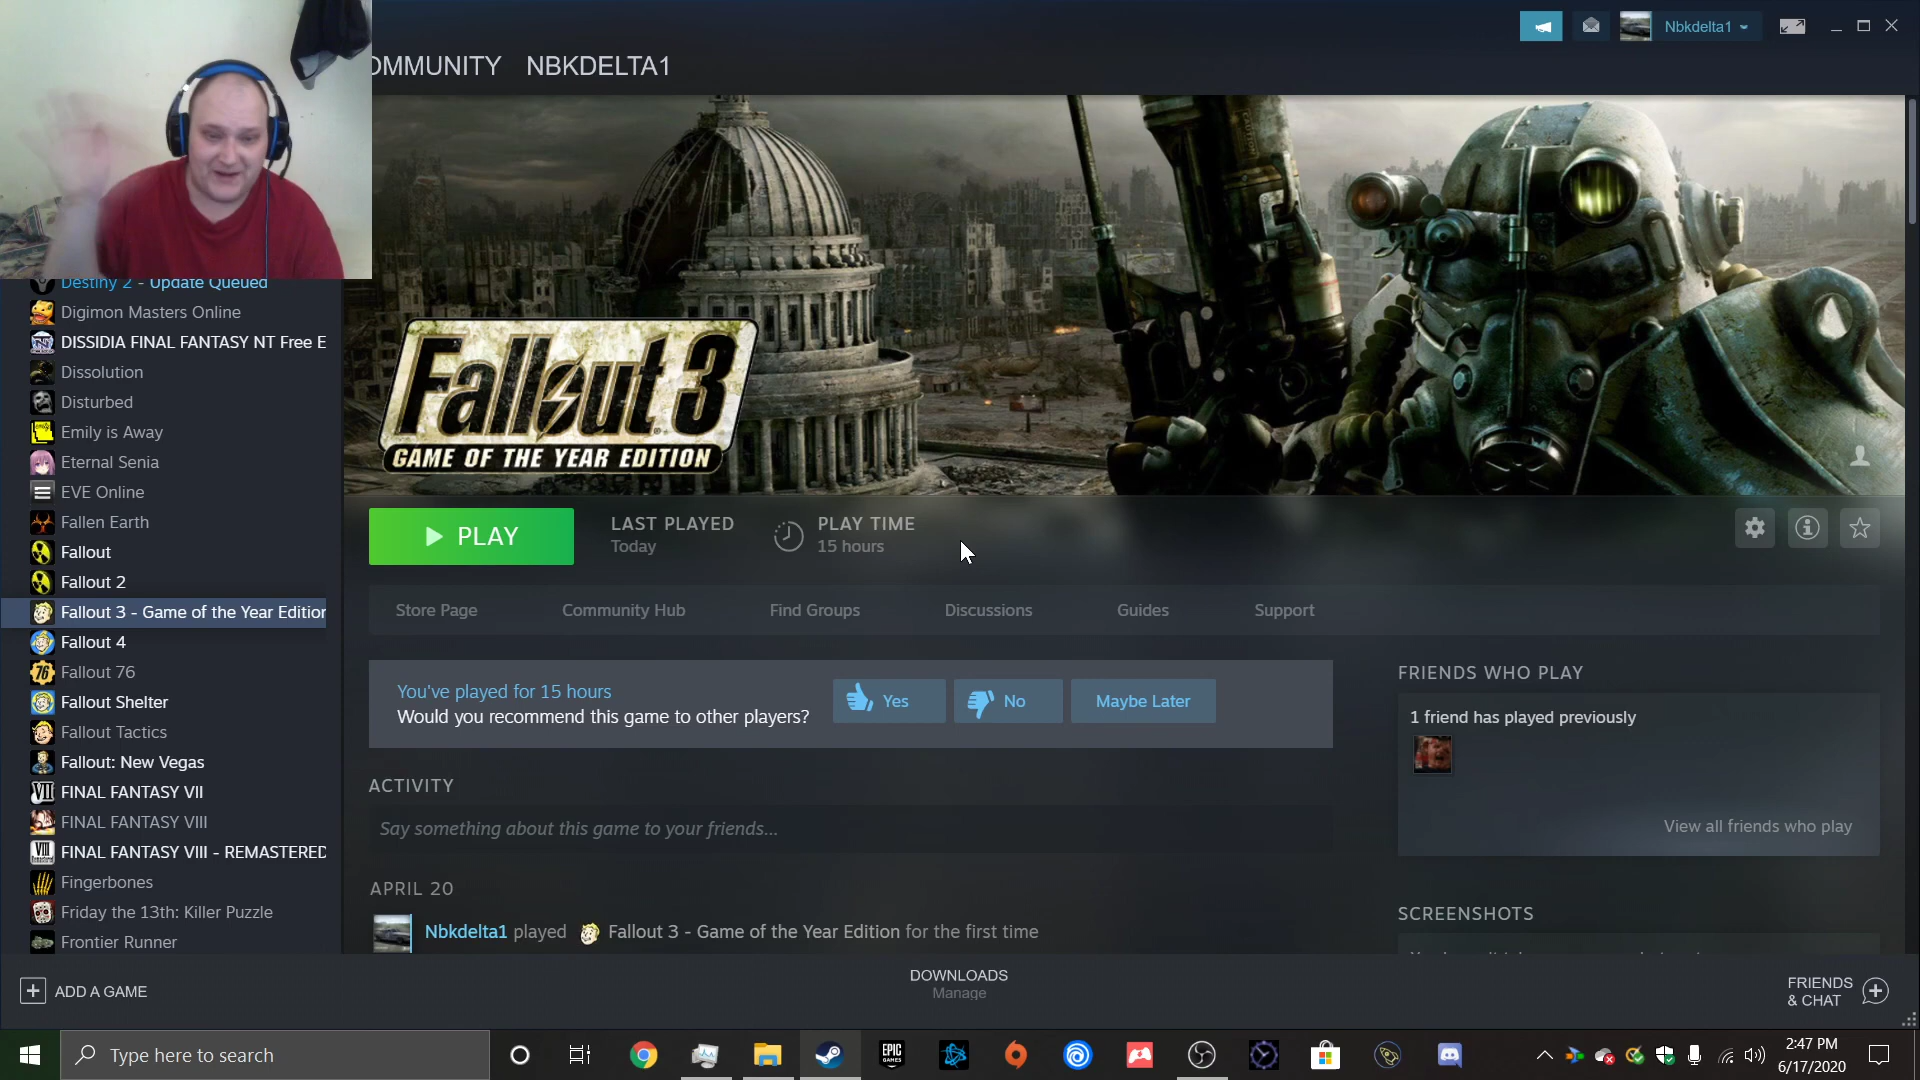 Nbkdelta1
OMMUNITY NBKDELTA1
Fallout 3
GAME OF THE YEAR EDITION
Destiny 2 - Update Queued
Digimon Masters Online
DISSIDIA FINAL FANTASY NT Free E
Dissolution
Disturbed
Emily is Away
Eternal Senia
EVE Online
Fallen Earth
Fallout
Fallout 2
Fallout 3 - Game of the Year Edition
Fallout 4
Fallout 76
Fallout Shelter
Fallout Tactics
Fallout: New Vegas
FINAL FANTASY VII
FINAL FANTASY VIII
FINAL FANTASY VIII - REMASTERED
Fingerbones
Friday the 13th: Killer Puzzle
Frontier Runner
PLAY
LAST PLAYED
Today
PLAY TIME
15 hours
Store Page Community Hub Find Groups Discussions Guides Support
You've played for 15 hours
Would you recommend this game to other players?
Yes No Maybe Later
FRIENDS WHO PLAY
1 friend has played previously
View all friends who play
ACTIVITY
Say something about this game to your friends...
APRIL 20
Nbkdelta1 played Fallout 3 - Game of the Year Edition for the first time
SCREENSHOTS
ADD A GAME
DOWNLOADS
Manage
FRIENDS
& CHAT
Type here to search
EPIC
GAMES
2:47 PM
6/17/2020